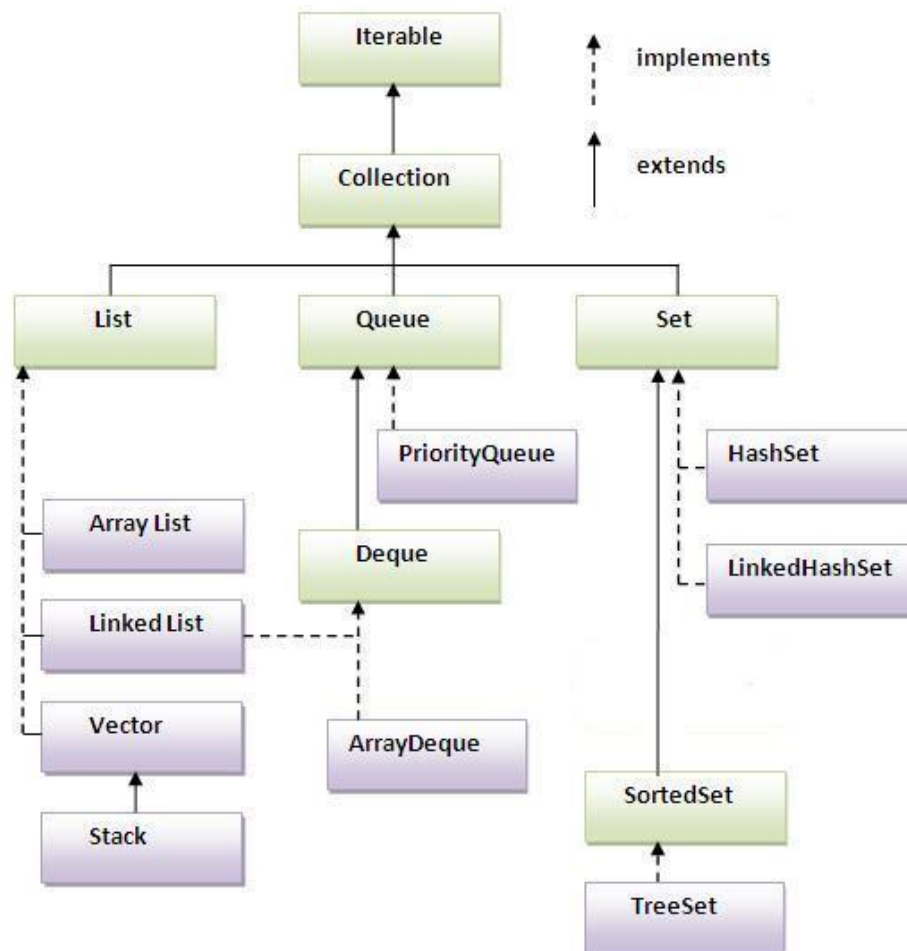 Iterable
implements
extends
Collection
List
Queue
Set
PriorityQueue
HashSet
Array List
Deque
LinkedHashSet
Linked List
Vector
ArrayDeque
SortedSet
Stack
TreeSet